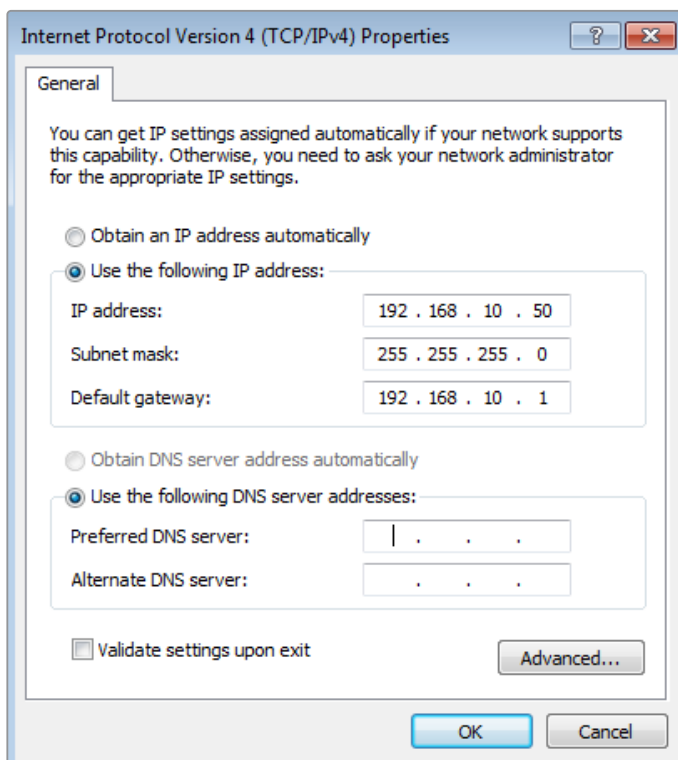 Internet Protocol Version 4 (TCP/IPv4) Properties
?
General
You can get IP settings assigned automatically if your network supports
this capability. Otherwise, you need to ask your network administrator
for the appropriate IP settings.
Obtain an IP address automatically
Use the following IP address:
IP address: 192 . 168 . 10 . 50
Subnet mask: 255 . 255 . 255 . 0
Default gateway: 192 . 168 . 10 . 1
Obtain DNS server address automatically
Use the following DNS server addresses:
Preferred DNS server: . . .
Alternate DNS server: . . .
Validate settings upon exit
Advanced...
OK Cancel